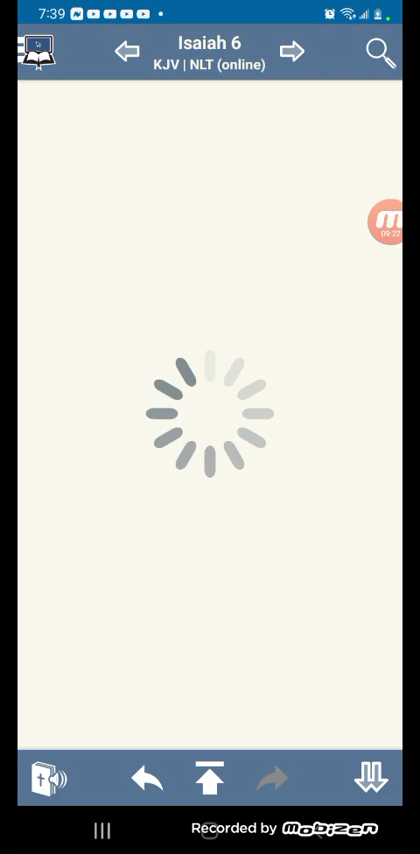 7:39
Isaiah 6
KJV | NLT (online)
09:22
Recorded by Mobizen